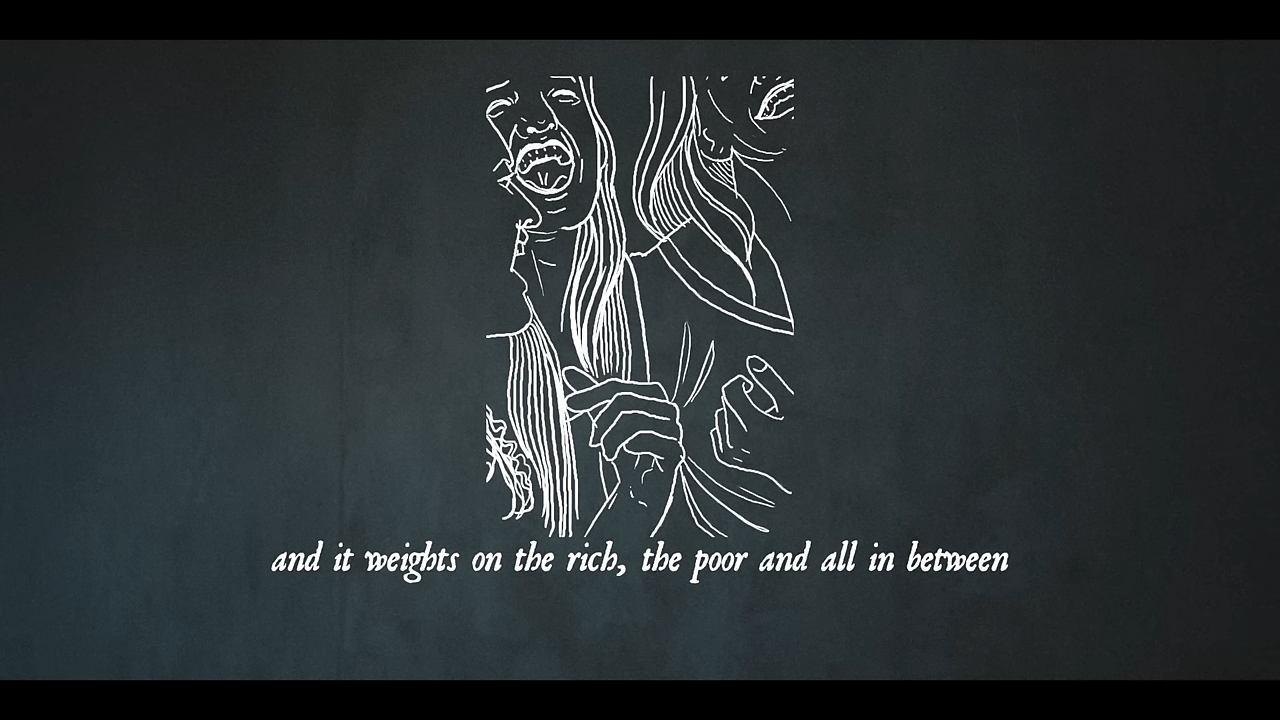 and it weights on the rich, the poor and all in between